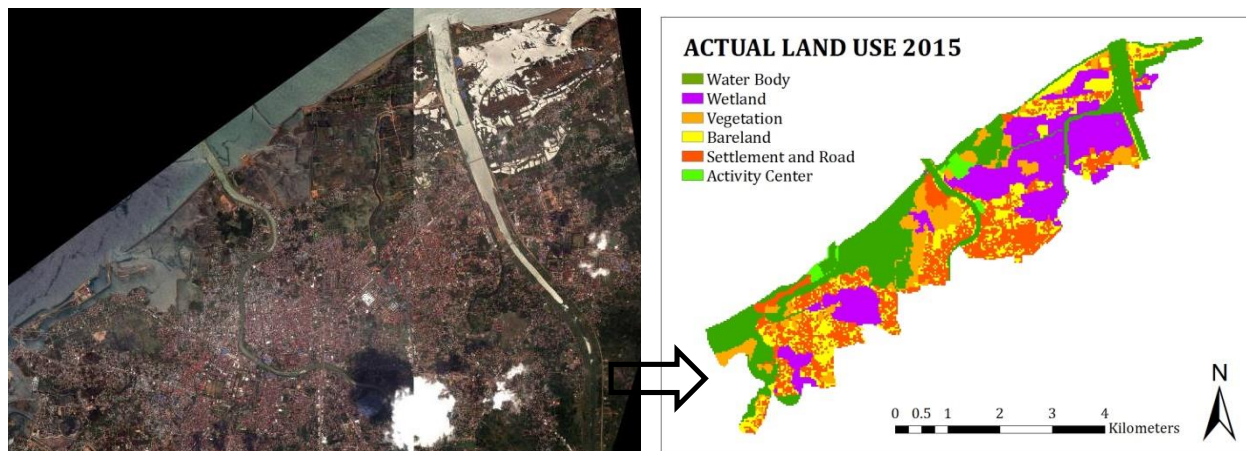 ACTUAL LAND USE 2015
Water Body
Wetland
Vegetation
Bareland
Settlement and Road
Activity Center
N
0 0.5 1 2 3 4
Kilometers